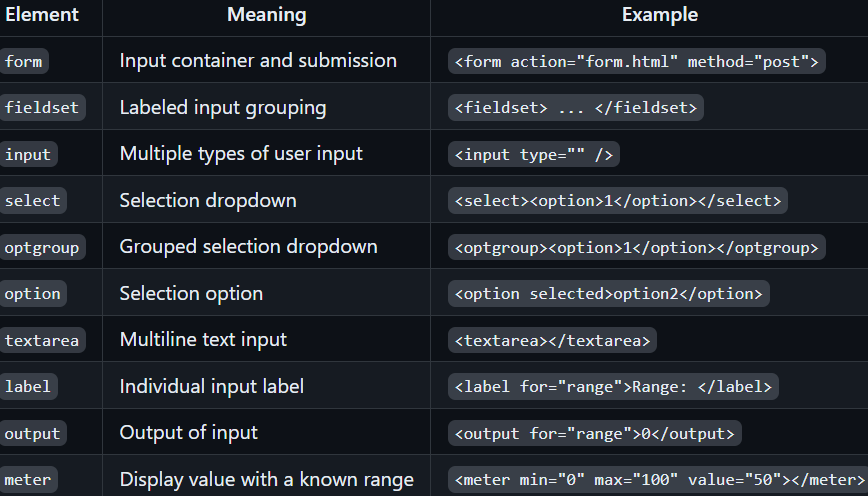 Element Meaning Example
form Input container and submission <form action="form.html" method="post">
fieldset Labeled input grouping <fieldset> ... </fieldset>
input Multiple types of user input <input type="" />
select Selection dropdown <select><option>1</option></select>
optgroup Grouped selection dropdown <optgroup><option>1</option></optgroup>
option Selection option <option selected>option2</option>
textarea Multiline text input <textarea></textarea>
label Individual input label <label for="range">Range: </label>
output Output of input <output for="range">0</output>
meter Display value with a known range <meter min="0" max="100" value="50"></meter>